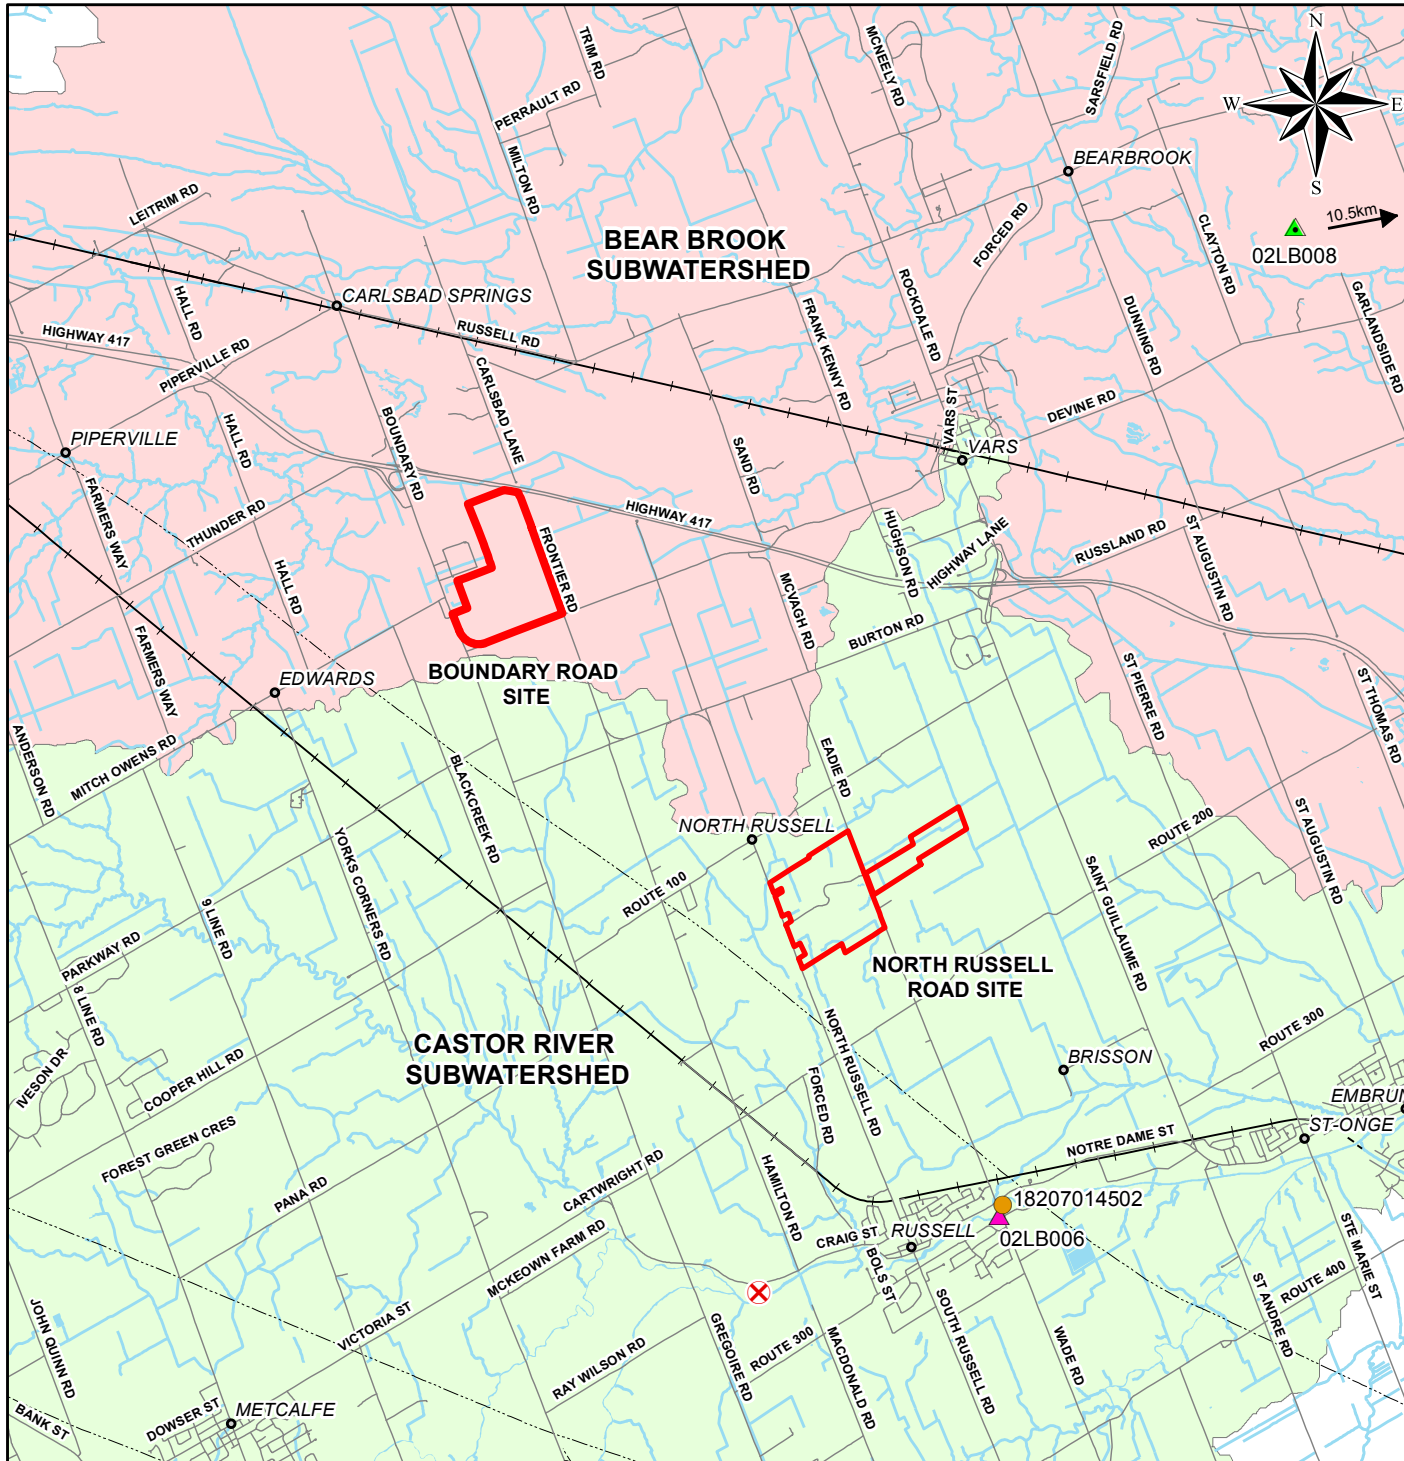 TRIM RD
MCNEELY RD
SARSFIELD RD
N
PERRAULT RD
W
E
MILTON RD
BEARBROOK
S
LEITRIM RD
10.5km
FORCED RD
CLAYTON RD
BEAR BROOK
SUBWATERSHED
02LB008
HALL RD
CARLSBAD SPRINGS
ROCKDALE RD
GARLANDSIDE RD
HIGHWAY 417
RUSSELL RD
FRANK KENNY RD
DUNNING RD
PIPERVILLE RD
CARLSBAD LANE
VARS ST
DEVINE RD
HALL RD
BOUNDARY RD
PIPERVILLE
SAND RD
VARS
FARMERS WAY
THUNDER RD
HIGHWAY 417
FRONTIER RD
HUGHSON RD
HIGHWAY LANE
RUSSLAND RD
ST AUGUSTIN RD
HALL RD
MCVAGH RD
BURTON RD
FARMERS WAY
EDWARDS
BOUNDARY ROAD
SITE
ST PIERRE RD
ST THOMAS RD
ANDERSON RD
MITCH OWENS RD
BLACKCREEK RD
EADIE RD
NORTH RUSSELL
ROUTE 200
ST AUGUSTIN RD
YORKS CORNERS RD
ROUTE 100
SAINT GUILLAUME RD
9 LINE RD
PARKWAY RD
NORTH RUSSELL
ROAD SITE
8 LINE RD
CASTOR RIVER
SUBWATERSHED
NORTH RUSSELL RD
ROUTE 300
IVESON DR
COOPER HILL RD
FORCED RD
BRISSON
EMBRUN
FOREST GREEN CRES
NOTRE DAME ST
ST-ONGE
PANA RD
CARTWRIGHT RD
HAMILTON RD
18207014502
MCKEOWN FARM RD
CRAIG ST
RUSSELL
02LB006
STE MARIE ST
BOLS ST
JOHN QUINN RD
VICTORIA ST
GREGOIRE RD
MACDONALD RD
SOUTH RUSSELL RD
WADE RD
ST ANDRE RD
ROUTE 400
RAY WILSON RD
ROUTE 300
BANK ST
DOWSER ST
METCALFE